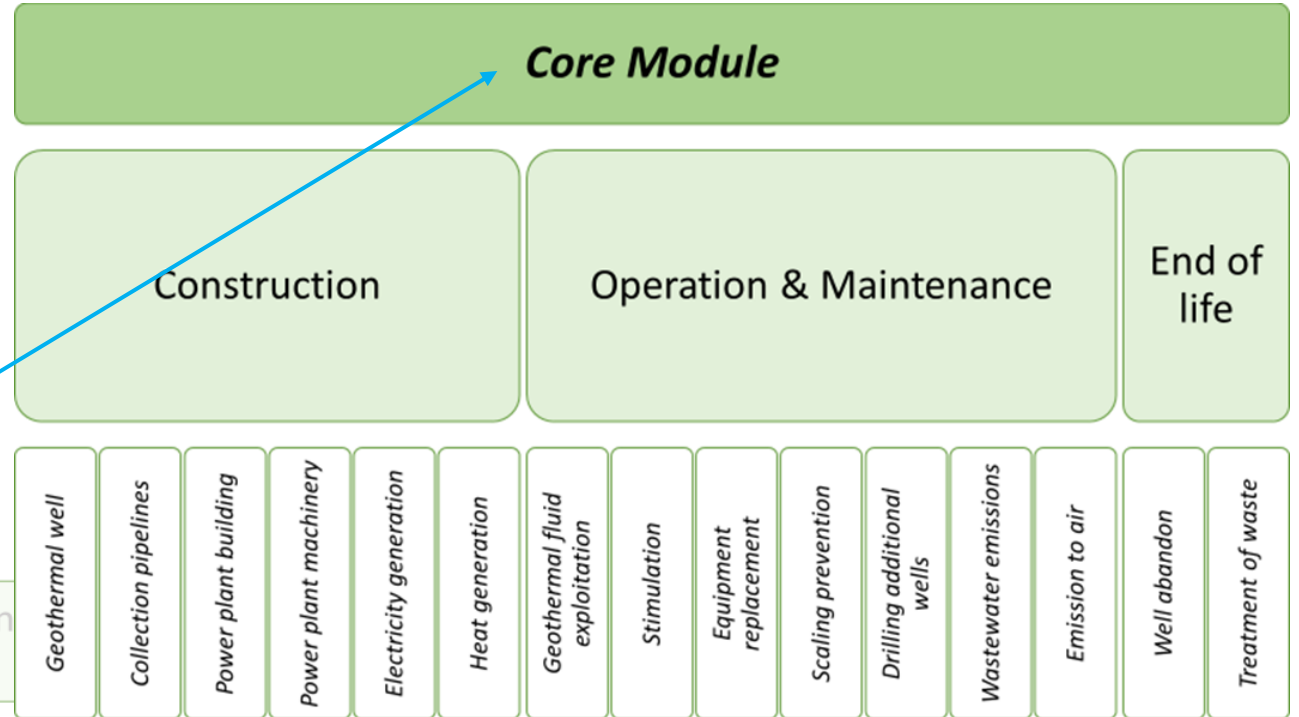 Core Module
Construction
Operation & Maintenance
End of
life
Geothermal well
Collection pipelines
Power plant building
Power plant machinery
Electricity generation
Heat generation
Geothermal fluid
exploitation
Stimulation
Equipment
replacement
Scaling prevention
Drilling additional
wells
Wastewater emissions
Emission to air
Well abandon
Treatment of waste